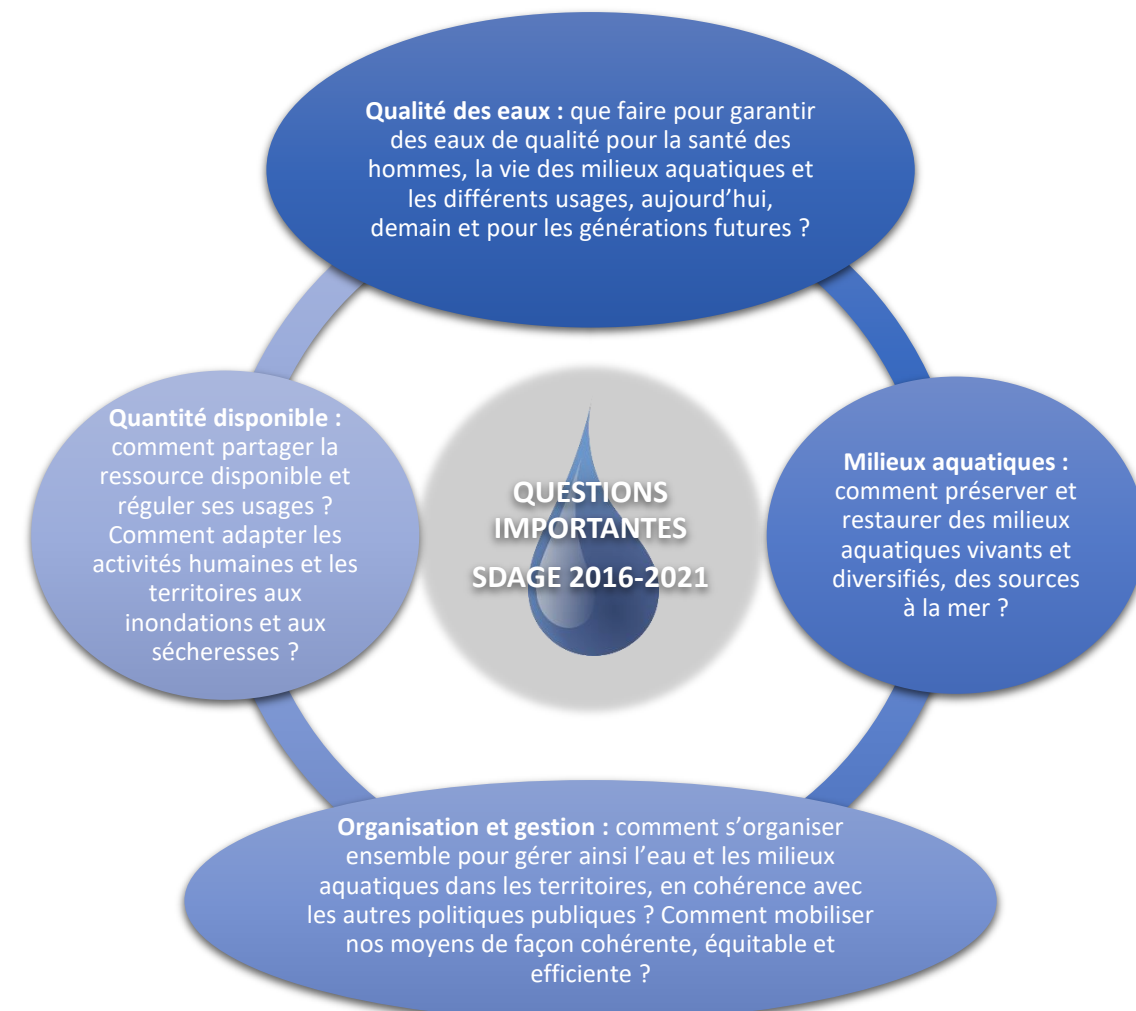 Qualité des eaux : que faire pour garantir
des eaux de qualité pour la santé des
hommes, la vie des milieux aquatiques et
les différents usages, aujourd’hui,
demain et pour les générations futures ?
Quantité disponible :
comment partager la
ressource disponible et
réguler ses usages ?
Comment adapter les
activités humaines et les
territoires aux
inondations et aux
sécheresses ?
QUESTIONS
IMPORTANTES
SDAGE 2016-2021
Milieux aquatiques :
comment préserver et
restaurer des milieux
aquatiques vivants et
diversifiés, des sources
à la mer ?
Organisation et gestion : comment s’organiser
ensemble pour gérer ainsi l’eau et les milieux
aquatiques dans les territoires, en cohérence avec
les autres politiques publiques ? Comment mobiliser
nos moyens de façon cohérente, équitable et
efficiente ?